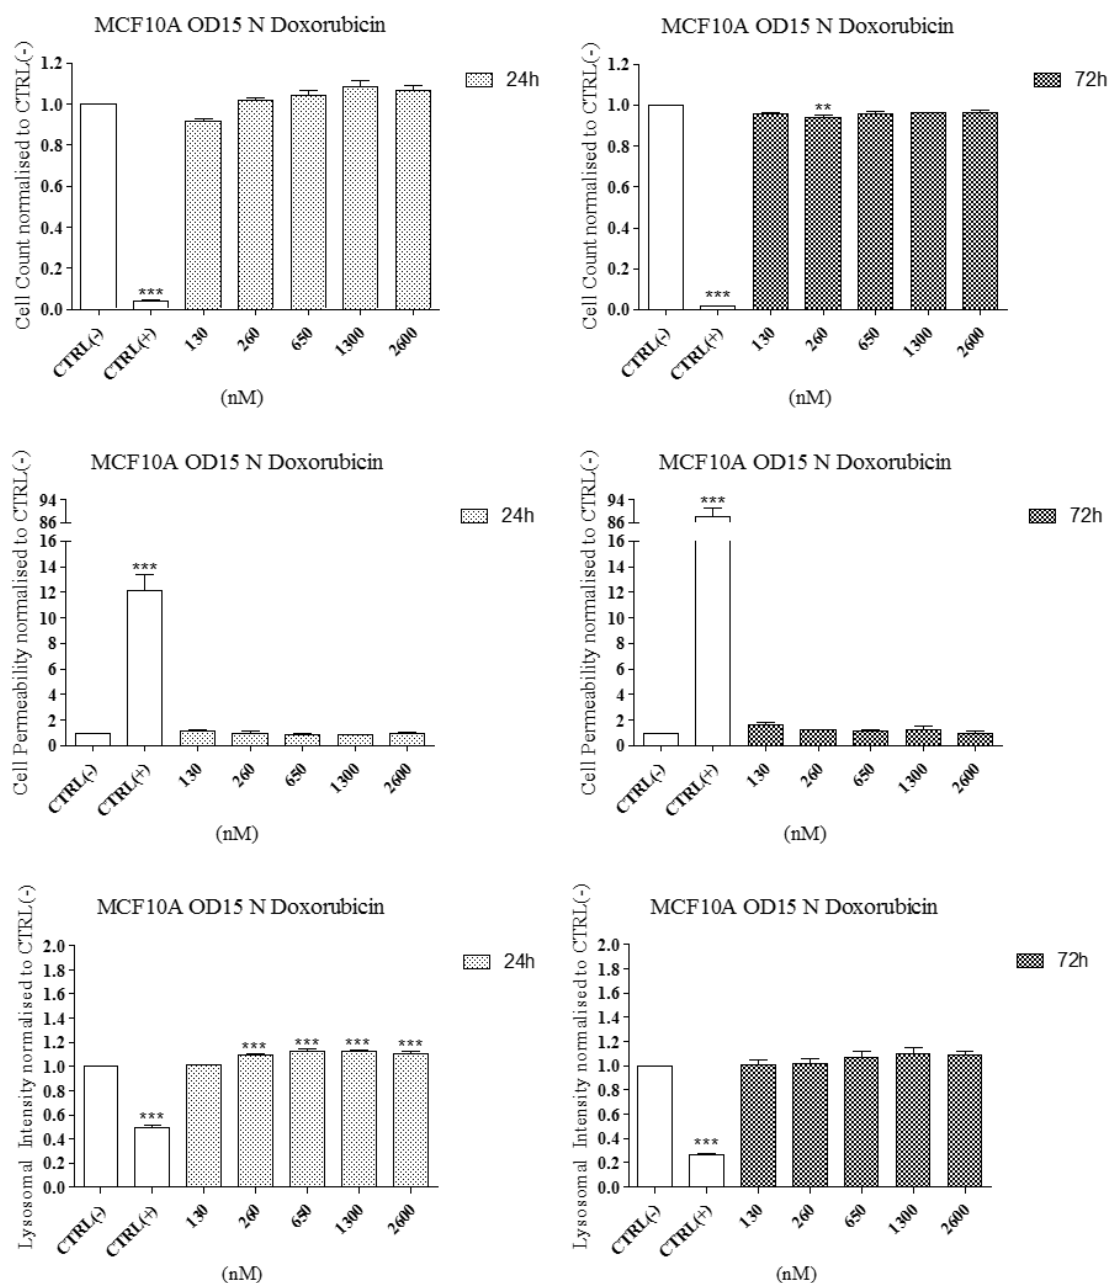 MCF10A OD15 N Doxorubicin
Cell Count normalised to CTRL(-)
1.2
1.0
0.8
0.6
0.4
0.2
0.0
***
24h
CTRL(-) CTRL(+) 130 260 650 1300 2600
(nM)
MCF10A OD15 N Doxorubicin
Cell Count normalised to CTRL(-)
1.2
1.0
0.8
0.6
0.4
0.2
0.0
**
***
72h
CTRL(-) CTRL(+) 130 260 650 1300 2600
(nM)
MCF10A OD15 N Doxorubicin
Cell Permeability normalised to CTRL(-)
94
86
16
14
12
10
8
6
4
2
0
***
24h
CTRL(-) CTRL(+) 130 260 650 1300 2600
(nM)
MCF10A OD15 N Doxorubicin
Cell Permeability normalised to CTRL(-)
94
86
16
14
12
10
8
6
4
2
0
***
72h
CTRL(-) CTRL(+) 130 260 650 1300 2600
(nM)
MCF10A OD15 N Doxorubicin
Lysosomal Intensity normalised to CTRL(-)
2.0
1.8
1.6
1.4
1.2
1.0
0.8
0.6
0.4
0.2
0.0
*** *** *** ***
***
24h
CTRL(-) CTRL(+) 130 260 650 1300 2600
(nM)
MCF10A OD15 N Doxorubicin
Lysosomal Intensity normalised to CTRL(-)
2.0
1.8
1.6
1.4
1.2
1.0
0.8
0.6
0.4
0.2
0.0
***
72h
CTRL(-) CTRL(+) 130 260 650 1300 2600
(nM)